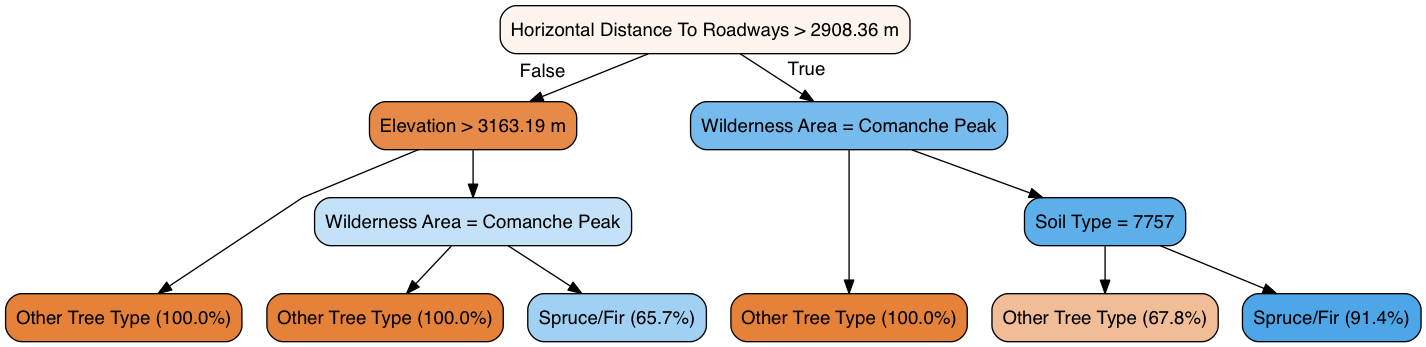 Horizontal Distance To Roadways > 2908.36 m
False
True
Elevation > 3163.19 m
Wilderness Area = Comanche Peak
Wilderness Area = Comanche Peak
Soil Type = 7757
Other Tree Type (100.0%)
Other Tree Type (100.0%)
Spruce/Fir (65.7%)
Other Tree Type (100.0%)
Other Tree Type (67.8%)
Spruce/Fir (91.4%)